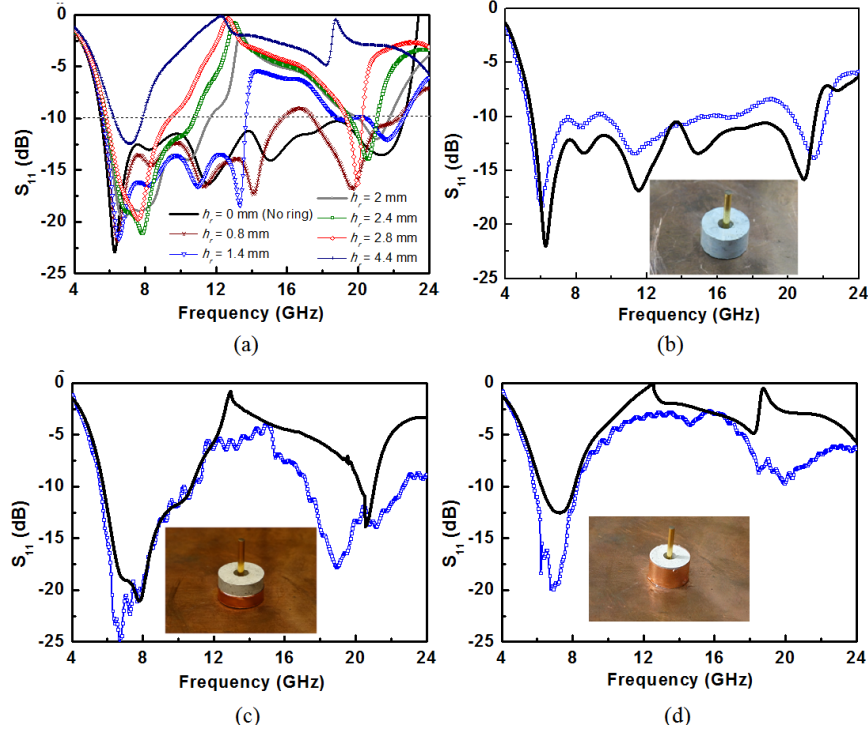 (a)
0
-5
-10
-15
-20
-25
S11 (dB)
4 8 12 16 20 24
Frequency (GHz)
hr = 0 mm (No ring)
hr = 0.8 mm
hr = 1.4 mm
hr = 2 mm
hr = 2.4 mm
hr = 2.8 mm
hr = 4.4 mm
(b)
0
-5
-10
-15
-20
-25
S11 (dB)
4 8 12 16 20 24
Frequency (GHz)
(c)
0
-5
-10
-15
-20
-25
S11 (dB)
4 8 12 16 20 24
Frequency (GHz)
(d)
0
-5
-10
-15
-20
-25
S11 (dB)
4 8 12 16 20 24
Frequency (GHz)